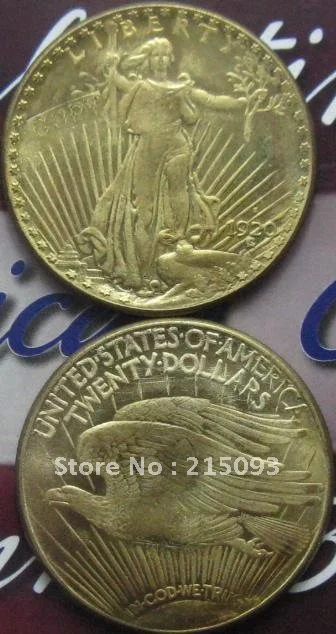 LIBERTY
1920
UNITED·STATES·OF·AMERICA
TWENTY·DOLLARS
Store No : 215093
IN·GOD·WE·TRUST